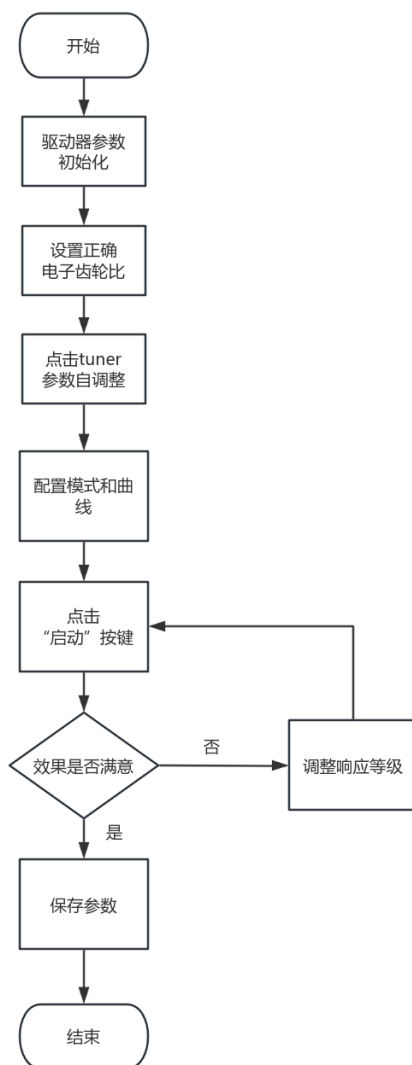 开始
驱动器参数
初始化
设置正确
电子齿轮比
点击tuner
参数自调整
配置模式和曲
线
点击
“启动”按键
效果是否满意
否
调整响应等级
是
保存参数
结束